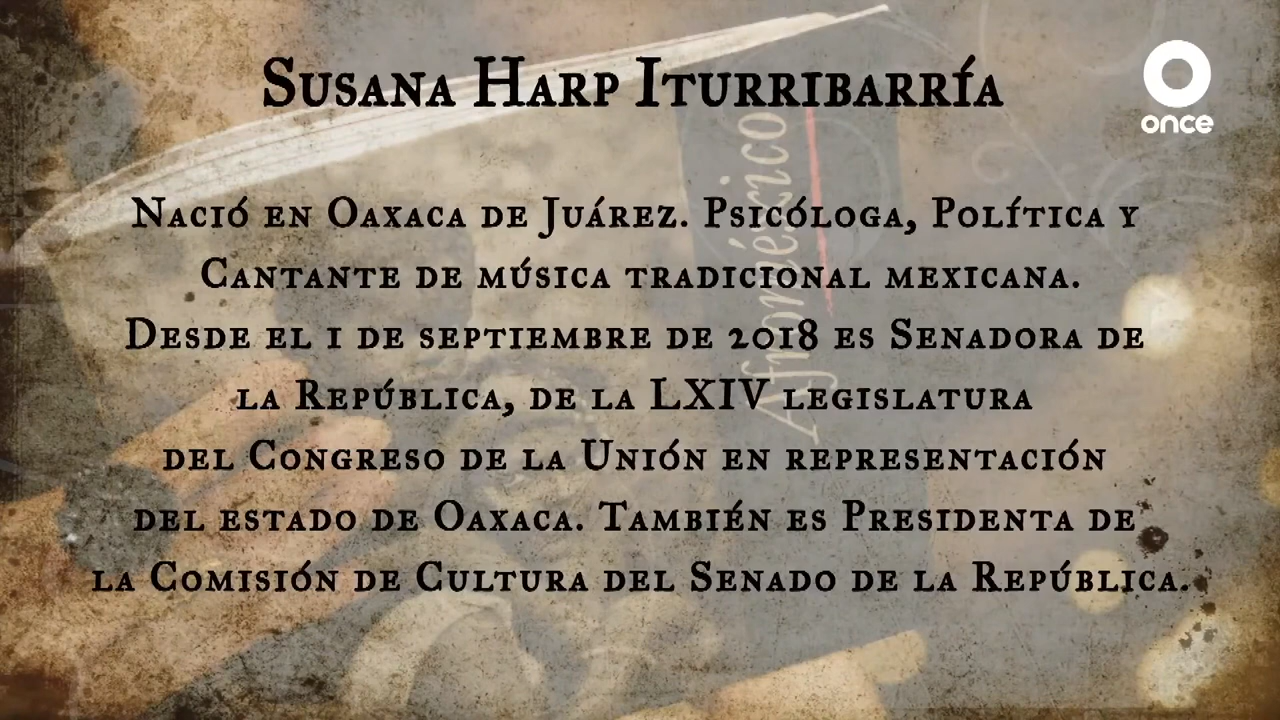 Susana Harp Iturribarría
once
Nació en Oaxaca de Juárez. Psicóloga, Política y
Cantante de música tradicional mexicana.
Desde el 1 de septiembre de 2018 es Senadora de
la República, de la LXIV legislatura
del Congreso de la Unión en representación
del estado de Oaxaca. También es Presidenta de
la Comisión de Cultura del Senado de la República.
Afroméxico